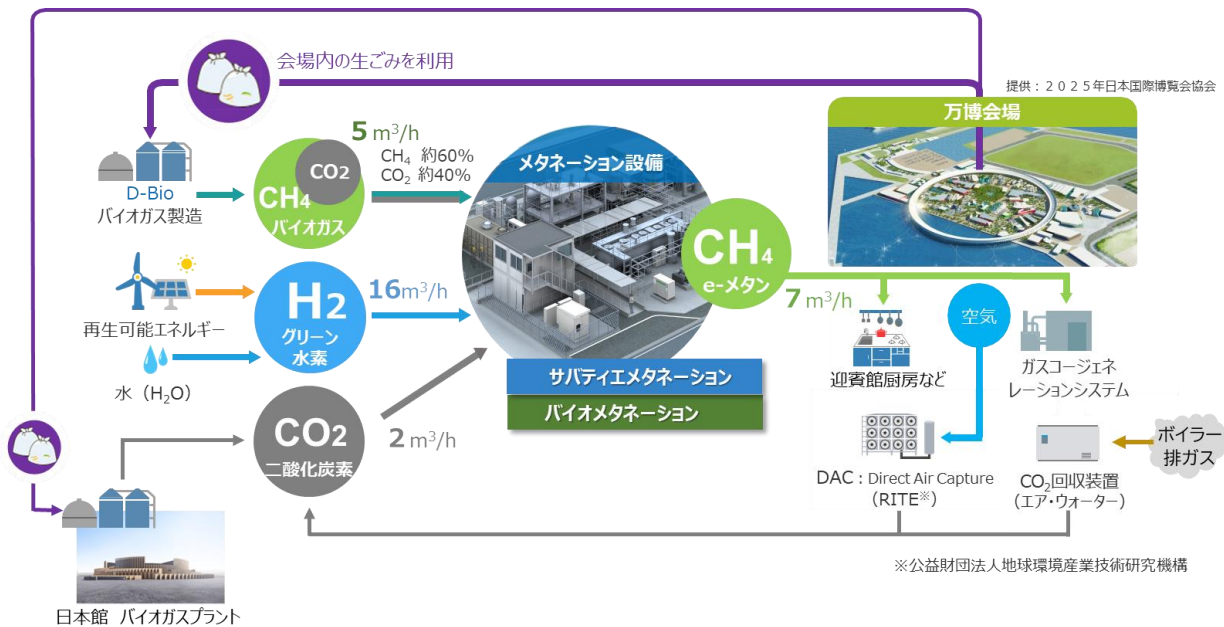 会場内の生ごみを利用
提供：２０２５年日本国際博覧会協会
万博会場
5 m³/h
CH₄ 約60%
CO₂ 約40%
メタネーション設備
D-Bio
バイオガス製造
CO₂
CH₄
バイオガス
CH₄
e-メタン
7 m³/h
再生可能エネルギー
水（H₂O）
H₂
グリーン
水素
16m³/h
空気
迎賓館厨房など
ガスコージェネ
レーションシステム
サバティエメタネーション
バイオメタネーション
CO₂
二酸化炭素
2 m³/h
DAC：Direct Air Capture
（RITE※）
CO₂回収装置
（エア・ウォーター）
ボイラー
排ガス
※公益財団法人地球環境産業技術研究機構
日本館 バイオガスプラント